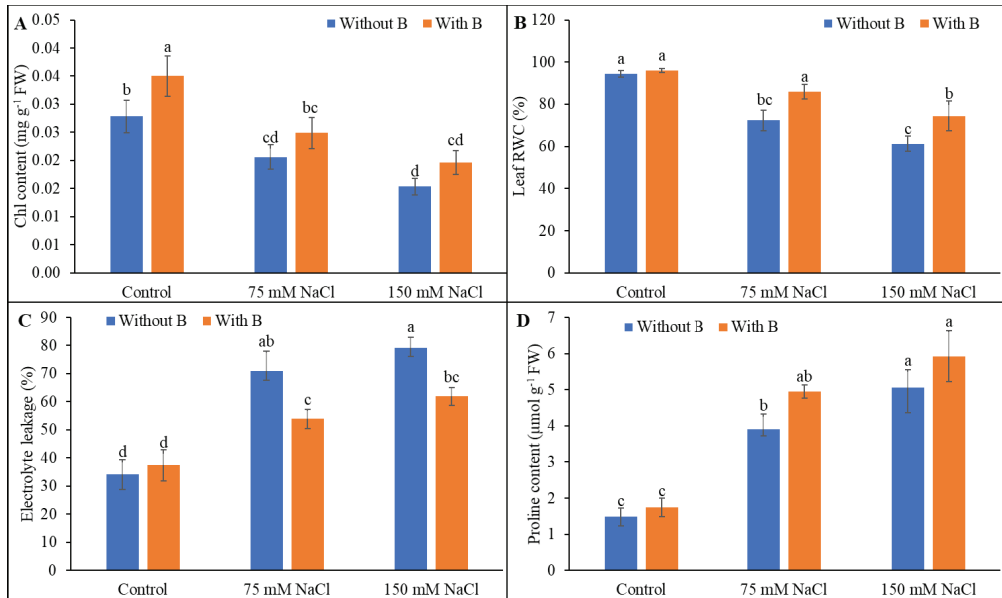 A
Without B With B
Chl content (mg g⁻¹ FW)
0.05
0.04
0.04
0.03
0.03
0.02
0.02
0.01
0.01
0.00
b a cd bc d cd
Control 75 mM NaCl 150 mM NaCl
B
Without B With B
Leaf RWC (%)
120
100
80
60
40
20
0
a a bc a c b
Control 75 mM NaCl 150 mM NaCl
C
Without B With B
Electrolyte leakage (%)
90
80
70
60
50
40
30
20
10
0
d d ab c a bc
Control 75 mM NaCl 150 mM NaCl
D
Without B With B
Proline content (µmol g⁻¹ FW)
7
6
5
4
3
2
1
0
c c b ab a a
Control 75 mM NaCl 150 mM NaCl